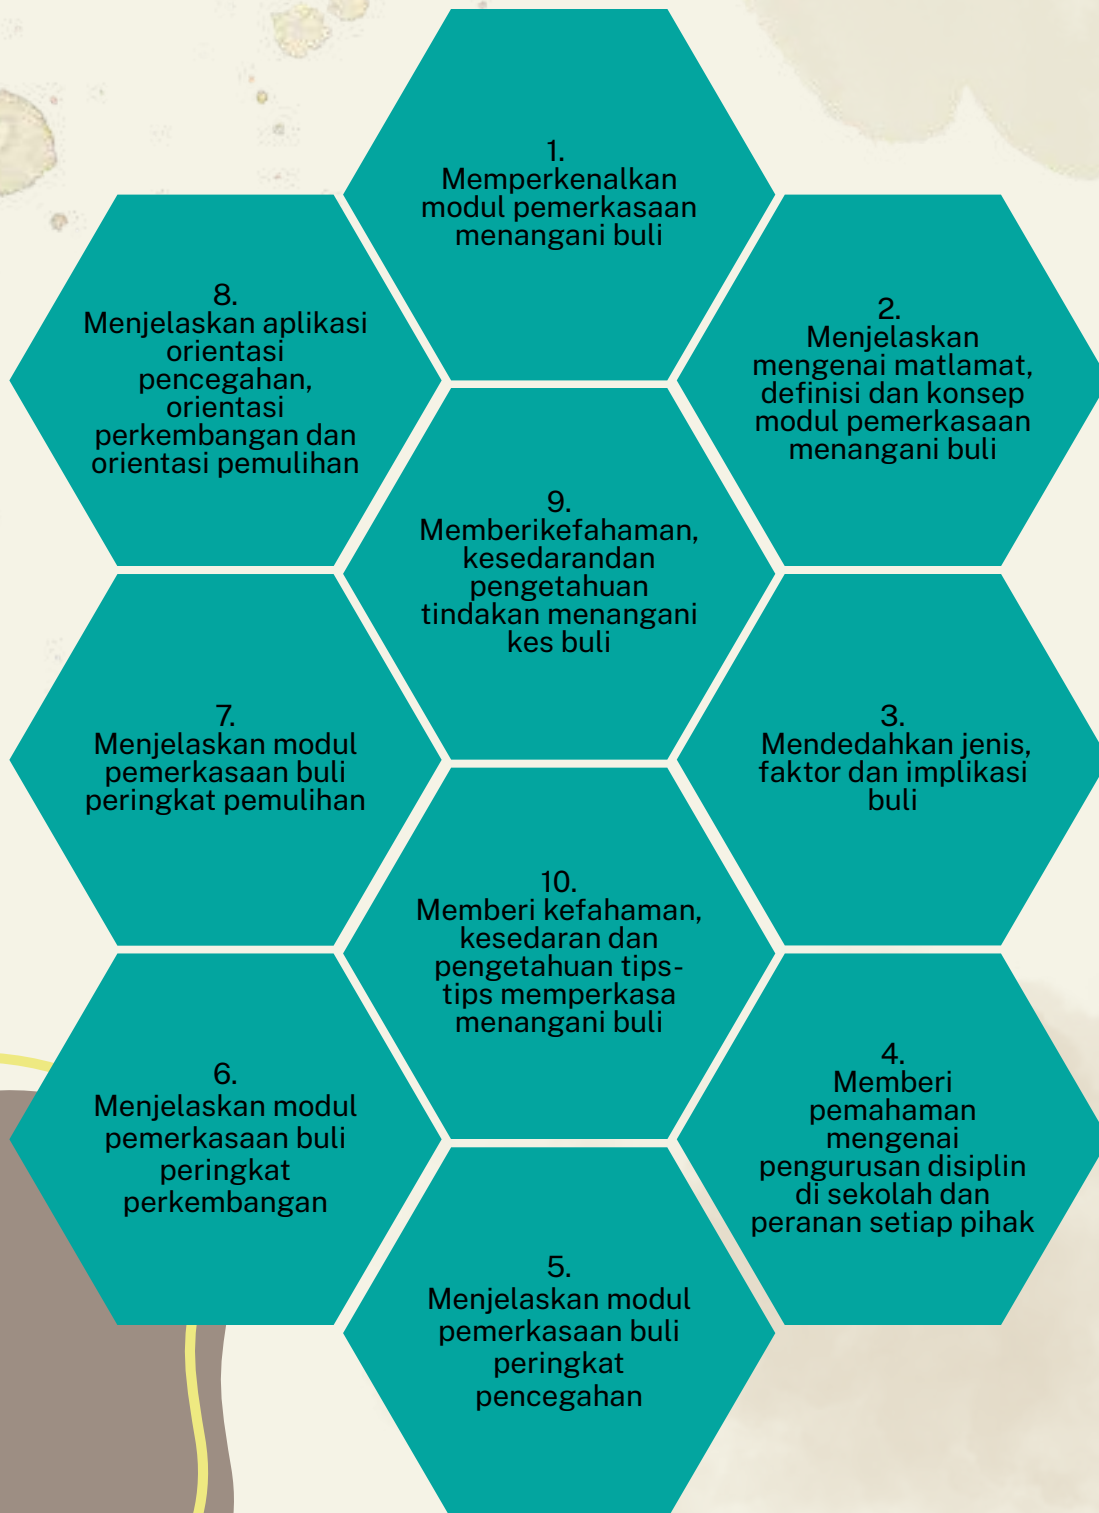 1.
Memperkenalkan
modul pemerkasaan
menangani buli
2.
Menjelaskan
mengenai matlamat,
definisi dan konsep
modul pemerkasaan
menangani buli
3.
Mendedahkan jenis,
faktor dan implikasi
buli
4.
Memberi
pemahaman
mengenai
pengurusan disiplin
di sekolah dan
peranan setiap pihak
5.
Menjelaskan modul
pemerkasaan buli
peringkat
pencegahan
6.
Menjelaskan modul
pemerkasaan buli
peringkat
perkembangan
7.
Menjelaskan modul
pemerkasaan buli
peringkat pemulihan
8.
Menjelaskan aplikasi
orientasi
pencegahan,
orientasi
perkembangan dan
orientasi pemulihan
9.
Memberikefahaman,
kesedarandan
pengetahuan
tindakan menangani
kes buli
10.
Memberi kefahaman,
kesedaran dan
pengetahuan tips-
tips memperkasa
menangani buli